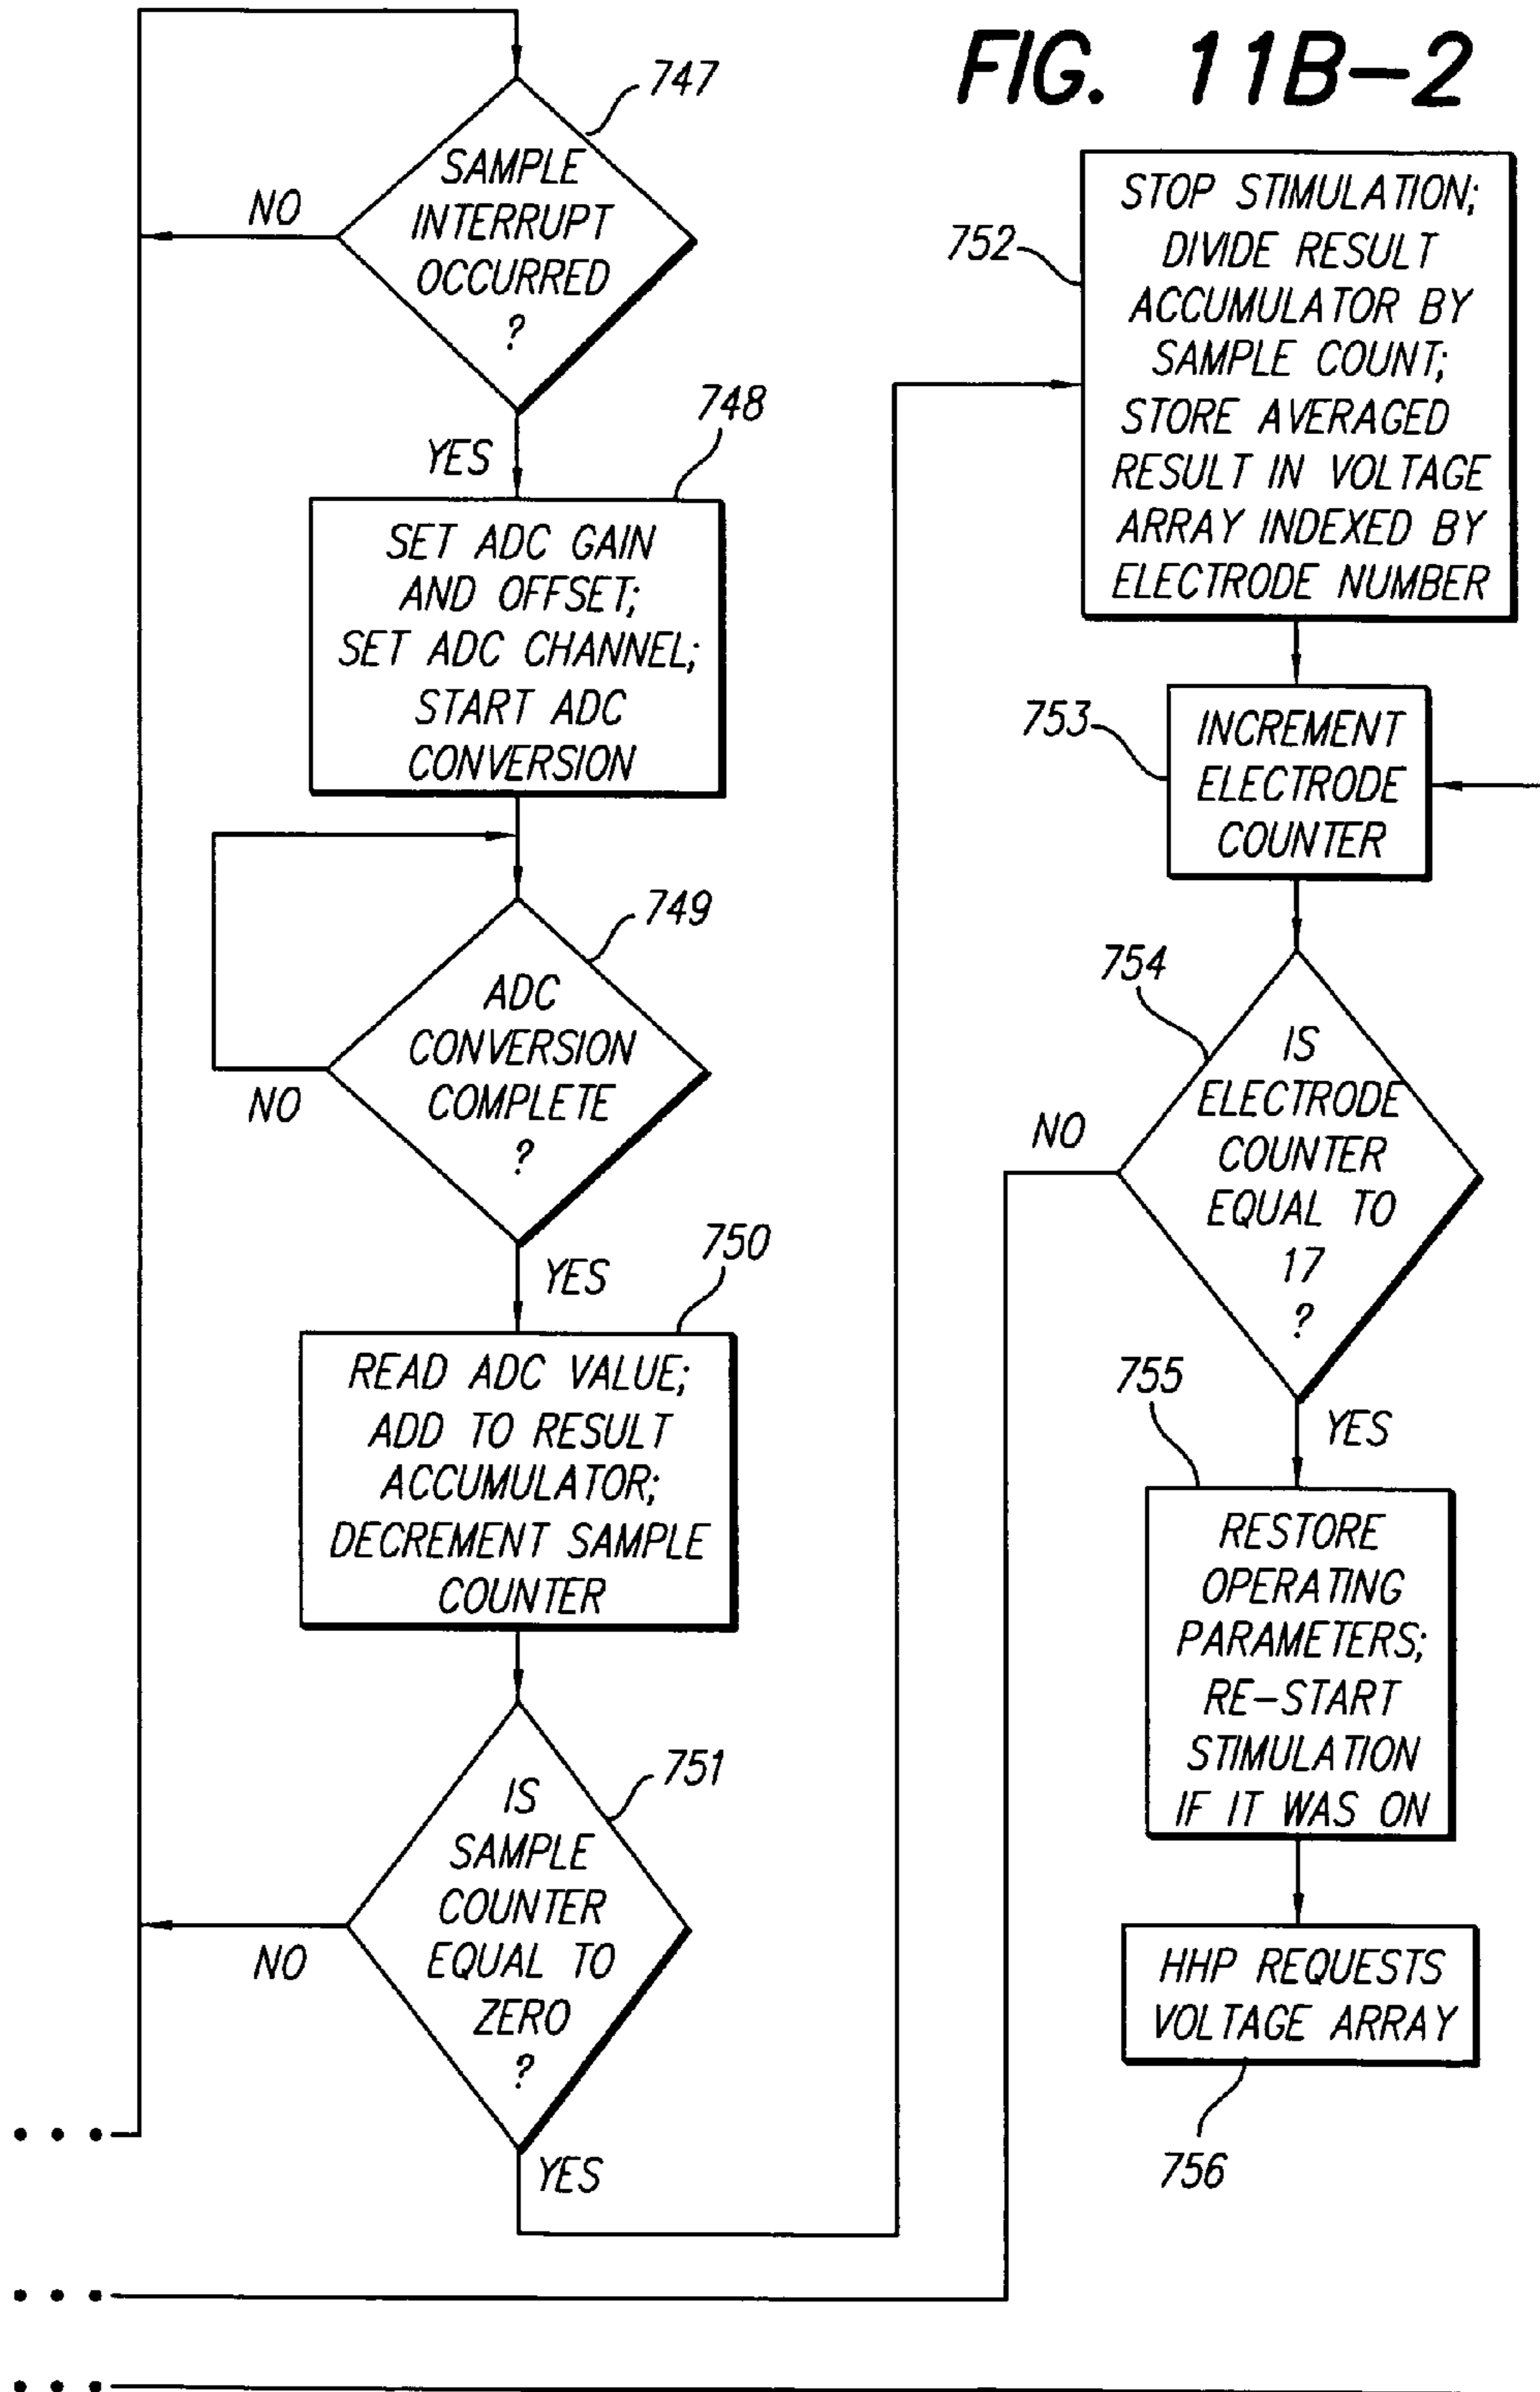 FIG. 11B-2
747
SAMPLE
INTERRUPT
OCCURRED
?
NO
YES
748
SET ADC GAIN
AND OFFSET;
SET ADC CHANNEL;
START ADC
CONVERSION
749
ADC
CONVERSION
COMPLETE
?
NO
YES
750
READ ADC VALUE;
ADD TO RESULT
ACCUMULATOR;
DECREMENT SAMPLE
COUNTER
751
IS
SAMPLE
COUNTER
EQUAL TO
ZERO
?
NO
YES
752
STOP STIMULATION;
DIVIDE RESULT
ACCUMULATOR BY
SAMPLE COUNT;
STORE AVERAGED
RESULT IN VOLTAGE
ARRAY INDEXED BY
ELECTRODE NUMBER
753
INCREMENT
ELECTRODE
COUNTER
754
IS
ELECTRODE
COUNTER
EQUAL TO
17
?
NO
YES
755
RESTORE
OPERATING
PARAMETERS;
RE-START
STIMULATION
IF IT WAS ON
HHP REQUESTS
VOLTAGE ARRAY
756